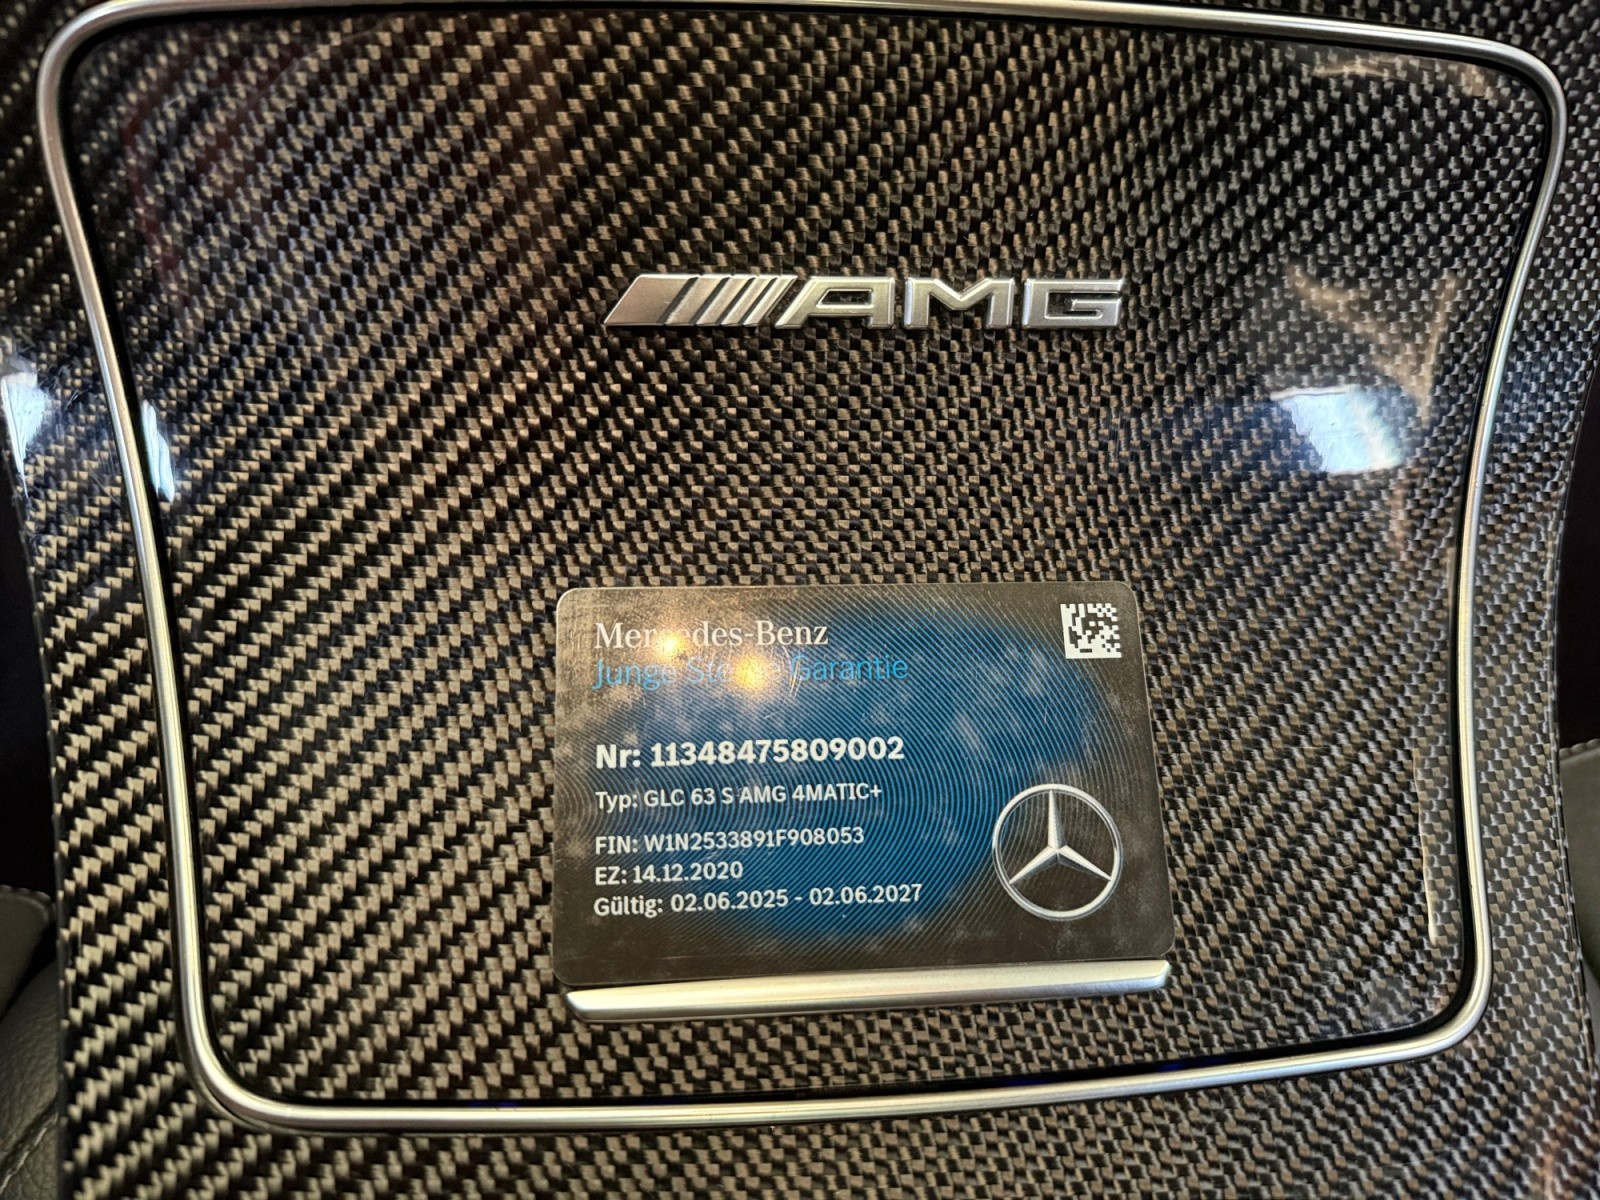 AMG
Mercedes-Benz
Junge Sterne Garantie
Nr: 11348475809002
Typ: GLC 63 S AMG 4MATIC+
FIN: W1N2533891F908053
EZ: 14.12.2020
Gültig: 02.06.2025 - 02.06.2027